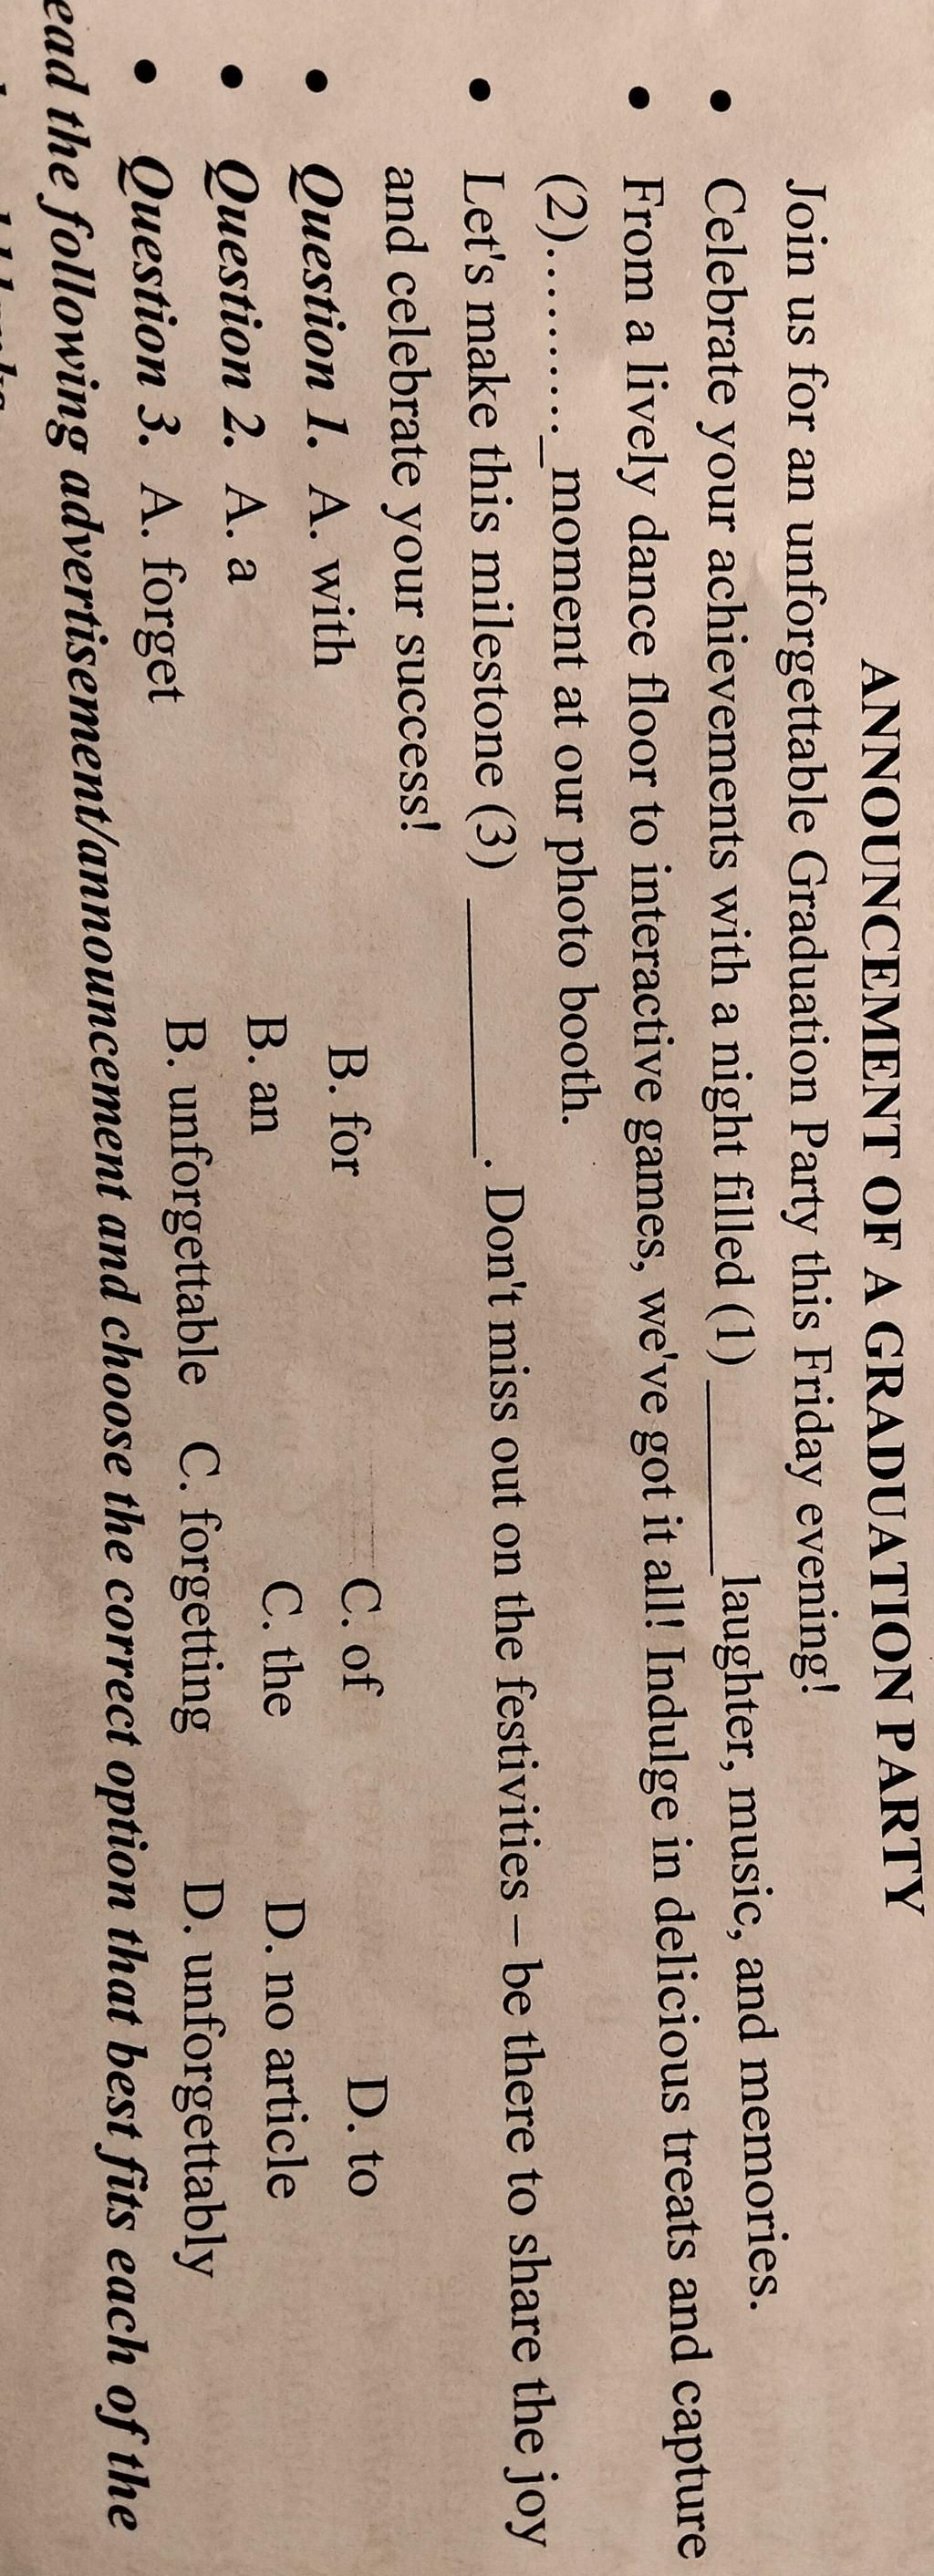 ANNOUNCEMENT OF A GRADUATION PARTY
Join us for an unforgettable Graduation Party this Friday evening!
• Celebrate your achievements with a night filled (1) _________ laughter, music, and memories.
• From a lively dance floor to interactive games, we've got it all! Indulge in delicious treats and capture
(2)………._moment at our photo booth.
• Let's make this milestone (3) ____________. Don't miss out on the festivities – be there to share the joy
and celebrate your success!
• Question 1. A. with B. for C. of D. to
• Question 2. A. a B. an C. the D. no article
• Question 3. A. forget B. unforgettable C. forgetting D. unforgettably
ead the following advertisement/announcement and choose the correct option that best fits each of the